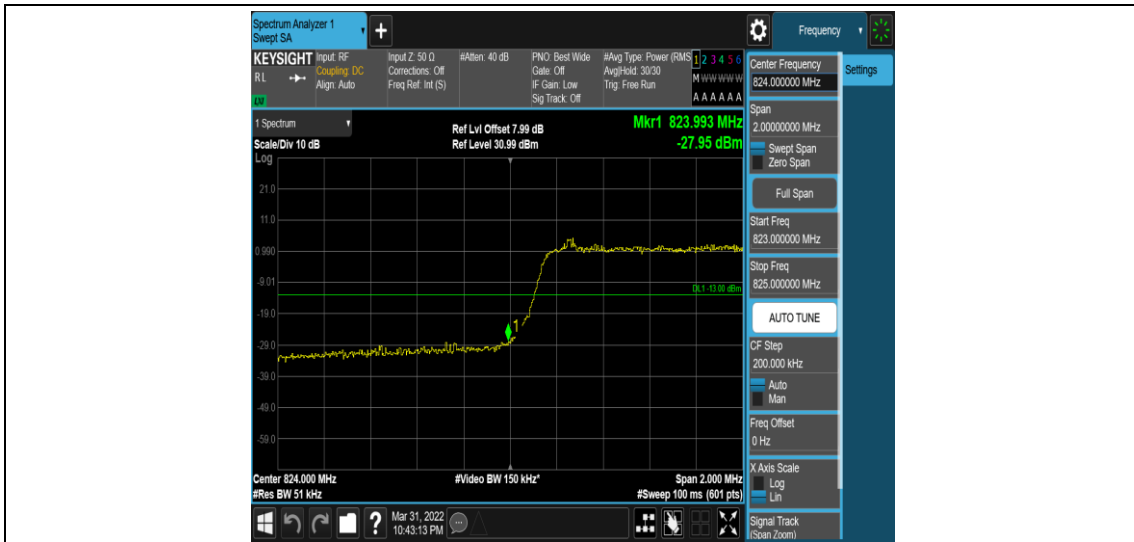 Spectrum Analyzer 1
Swept SA
Frequency
KEYSIGHT
RL
LXI
Input: RF
Coupling: DC
Align: Auto
Input Z: 50 Ω
Corrections: Off
Freq Ref: Int (S)
#Atten: 40 dB
PNO: Best Wide
Gate: Off
IF Gain: Low
Sig Track: Off
#Avg Type: Power (RMS
Avg|Hold: 30/30
Trig: Free Run
1 2 3 4 5 6
M W W W W W
A A A A A A
1 Spectrum
Scale/Div 10 dB
Log
Ref Lvl Offset 7.99 dB
Ref Level 30.99 dBm
Mkr1 823.993 MHz
-27.95 dBm
21.0
11.0
0.990
-9.01
-19.0
-29.0
-39.0
-49.0
-59.0
DL1 -13.00 dBm
1
Center 824.000 MHz
#Res BW 51 kHz
#Video BW 150 kHz*
Span 2.000 MHz
#Sweep 100 ms (601 pts)
?
Mar 31, 2022
10:43:13 PM
Center Frequency
824.000000 MHz
Settings
Span
2.00000000 MHz
Swept Span
Zero Span
Full Span
Start Freq
823.000000 MHz
Stop Freq
825.000000 MHz
AUTO TUNE
CF Step
200.000 kHz
Auto
Man
Freq Offset
0 Hz
X Axis Scale
Log
Lin
Signal Track
(Span Zoom)